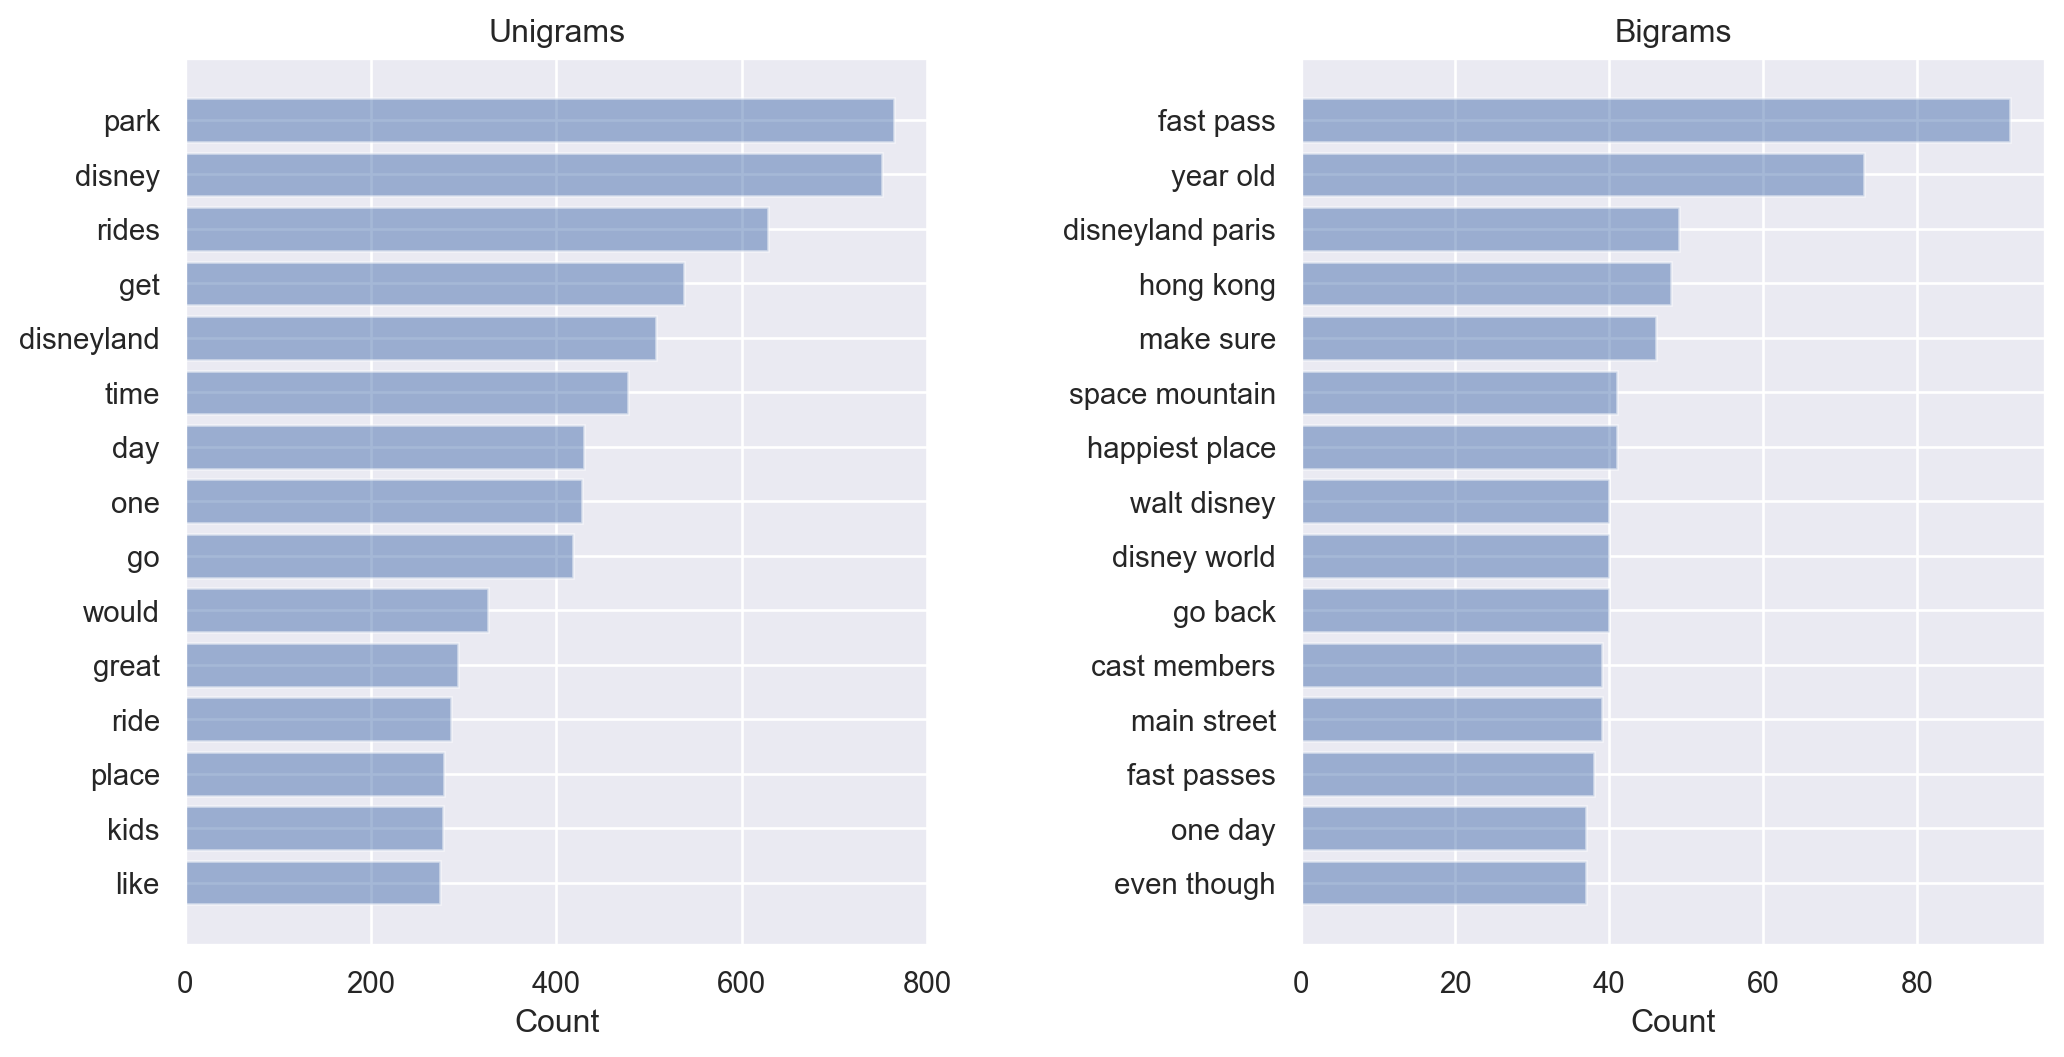 Unigrams
park
disney
rides
get
disneyland
time
day
one
go
would
great
ride
place
kids
like
0 200 400 600 800
Count
Bigrams
fast pass
year old
disneyland paris
hong kong
make sure
space mountain
happiest place
walt disney
disney world
go back
cast members
main street
fast passes
one day
even though
0 20 40 60 80
Count